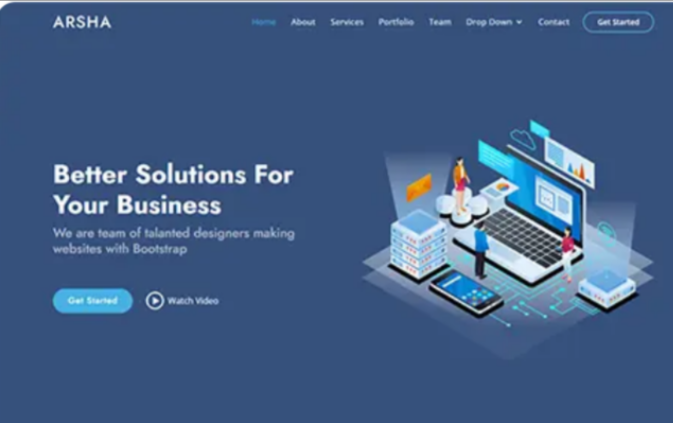 ARSHA
Home About Services Portfolio Team Drop Down Contact Get Started
Better Solutions For
Your Business
We are team of talanted designers making
websites with Bootstrap
Get Started Watch Video